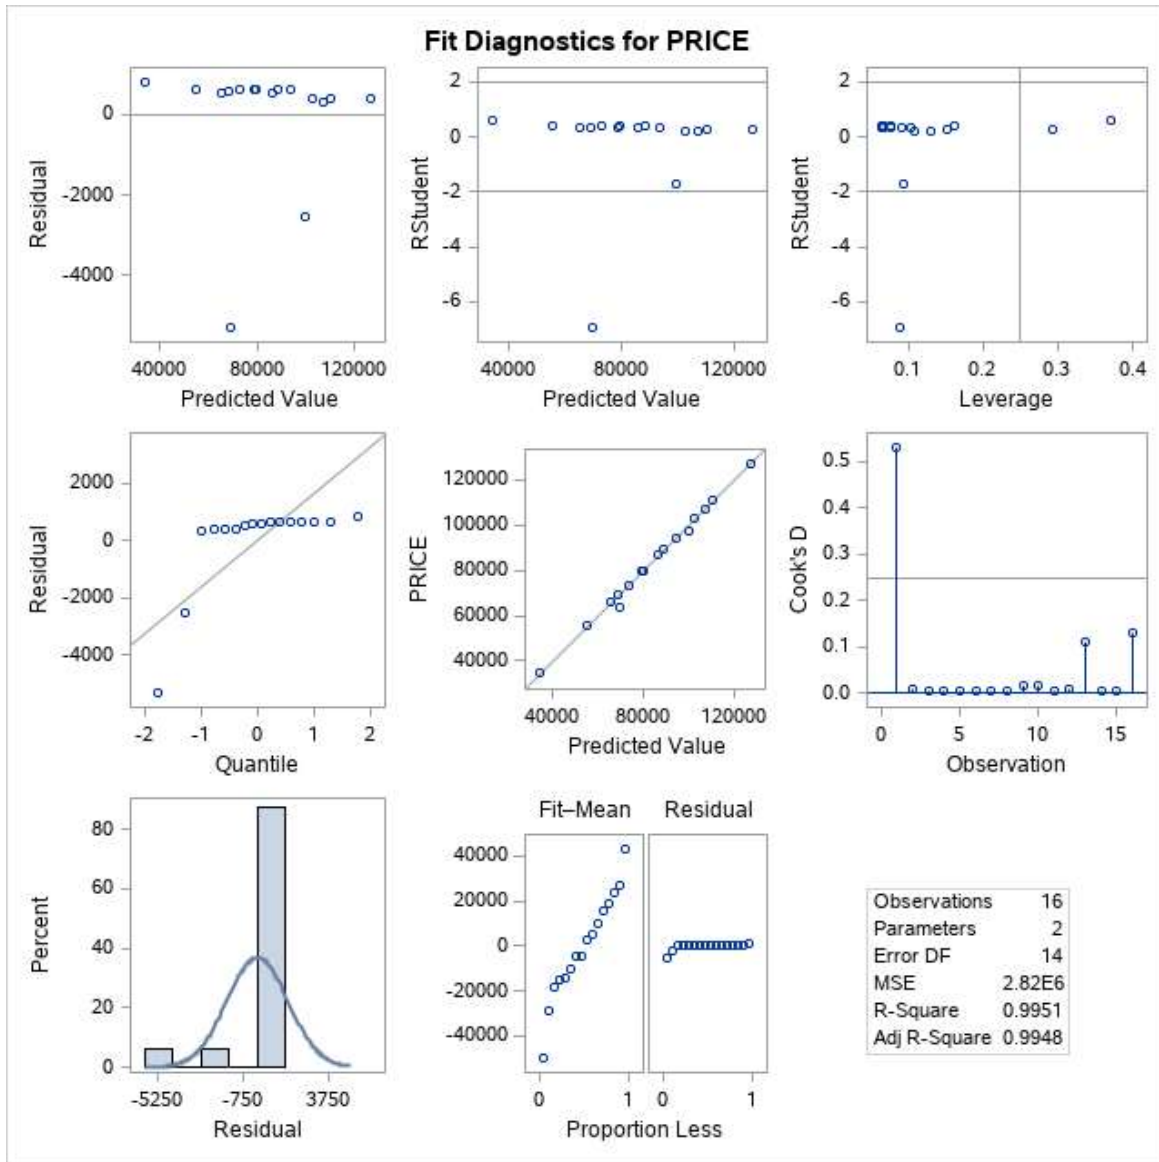 Fit Diagnostics for PRICE
0
-2000
-4000
Residual
40000 80000 120000
Predicted Value
2
0
-2
-4
-6
RStudent
40000 80000 120000
Predicted Value
2
0
-2
-4
-6
RStudent
0.1 0.2 0.3 0.4
Leverage
2000
0
-2000
-4000
Residual
-2 -1 0 1 2
Quantile
120000
100000
80000
60000
40000
PRICE
40000 80000 120000
Predicted Value
0.5
0.4
0.3
0.2
0.1
0.0
Cook's D
0 5 10 15
Observation
80
60
40
20
0
Percent
-5250 -750 3750
Residual
Fit–Mean Residual
40000
20000
0
-20000
-40000
0 1 0 1
Proportion Less
Observations 16
Parameters 2
Error DF 14
MSE 2.82E6
R-Square 0.9951
Adj R-Square 0.9948